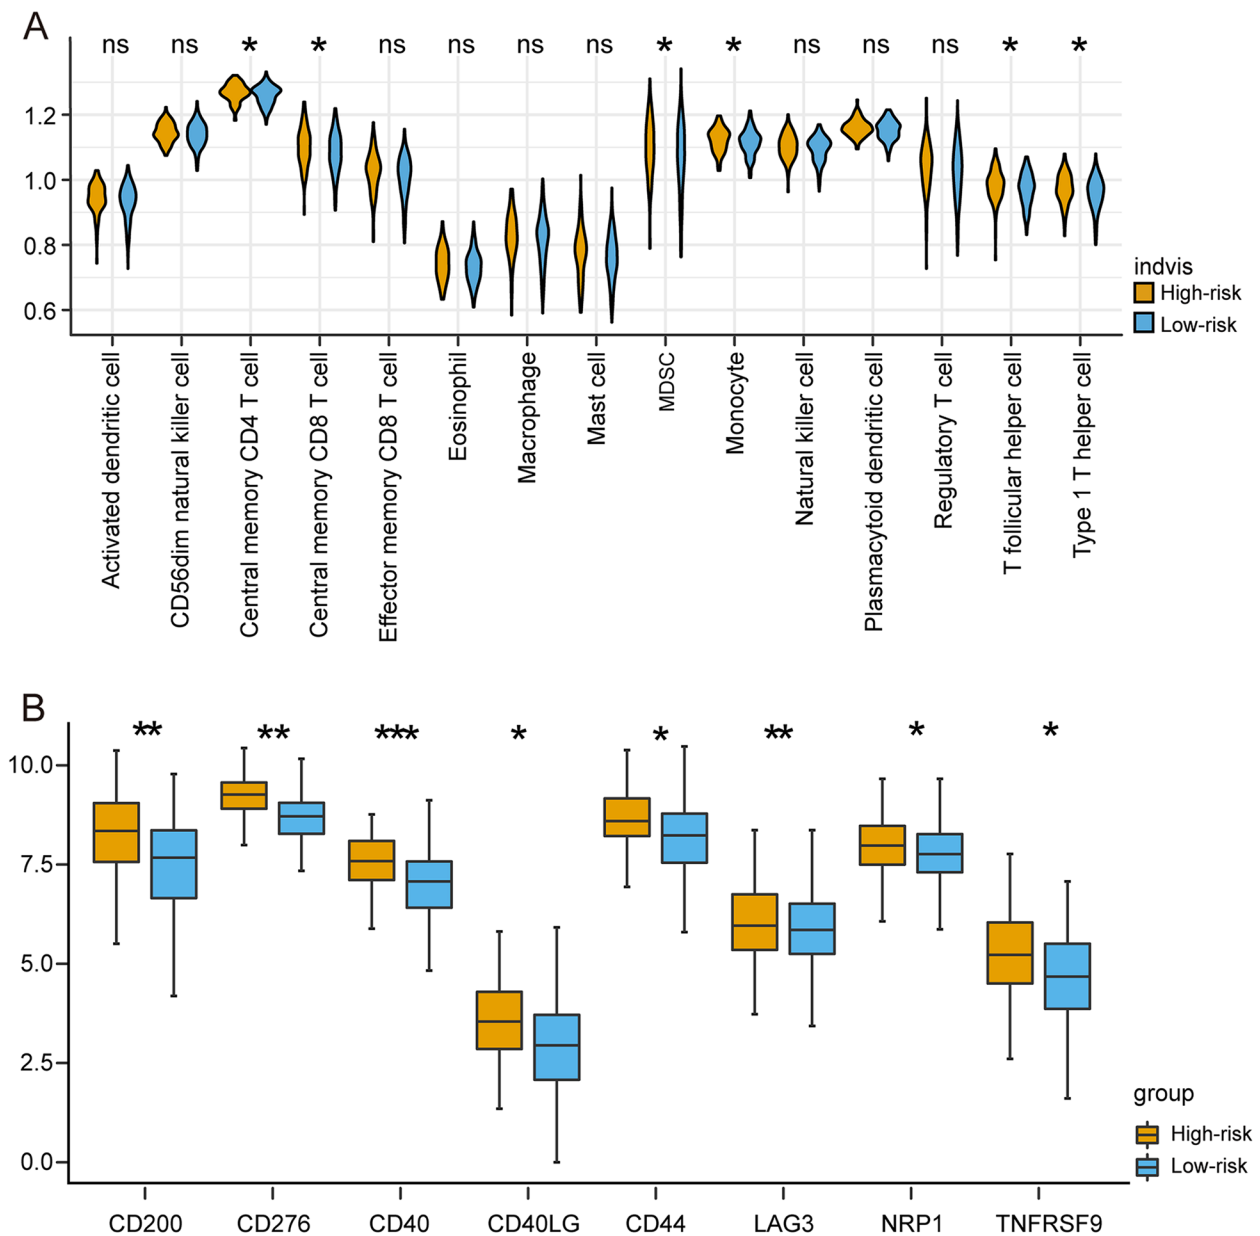 A
ns ns * * ns ns ns ns * * ns ns ns * *
1.2
1.0
0.8
0.6
indvis
High-risk
Low-risk
Activated dendritic cell
CD56dim natural killer cell
Central memory CD4 T cell
Central memory CD8 T cell
Effector memory CD8 T cell
Eosinophil
Macrophage
Mast cell
MDSC
Monocyte
Natural killer cell
Plasmacytoid dendritic cell
Regulatory T cell
T follicular helper cell
Type 1 T helper cell
B
** ** *** * * ** * *
10.0
7.5
5.0
2.5
0.0
group
High-risk
Low-risk
CD200 CD276 CD40 CD40LG CD44 LAG3 NRP1 TNFRSF9